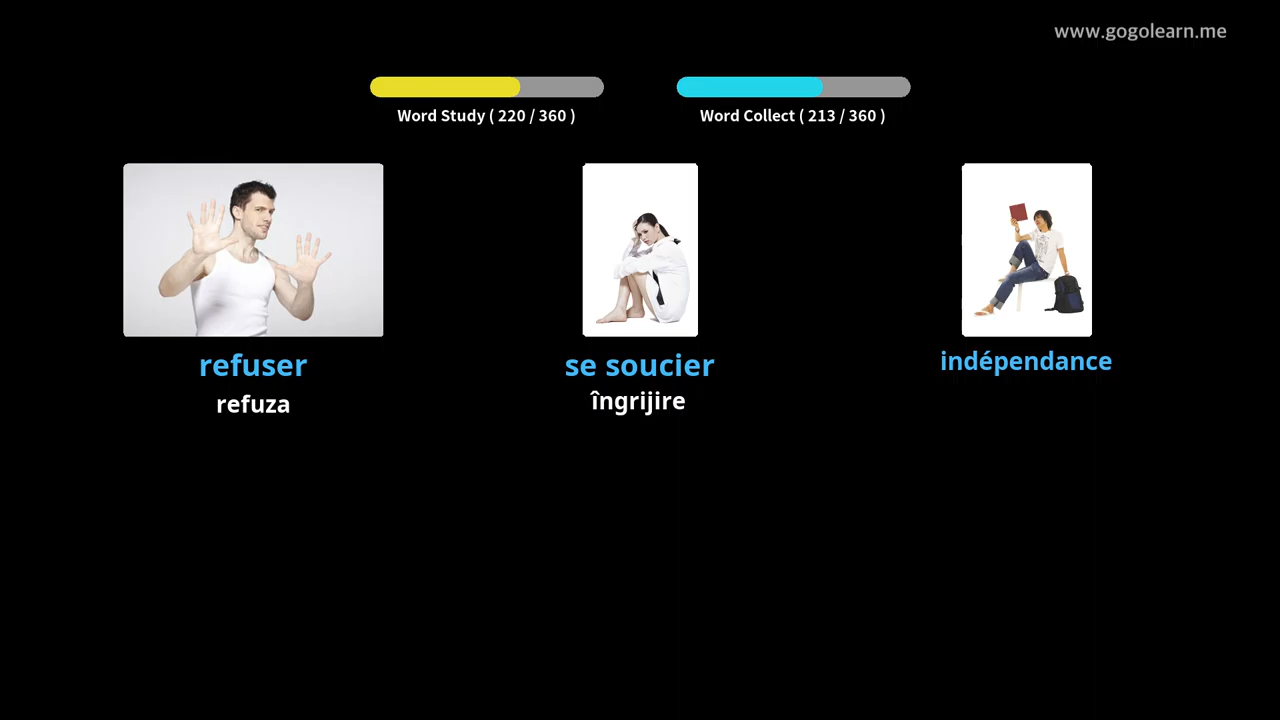 www.gogolearn.me
Word Study ( 220 / 360 )
Word Collect ( 213 / 360 )
refuser
refuza
se soucier
îngrijire
indépendance